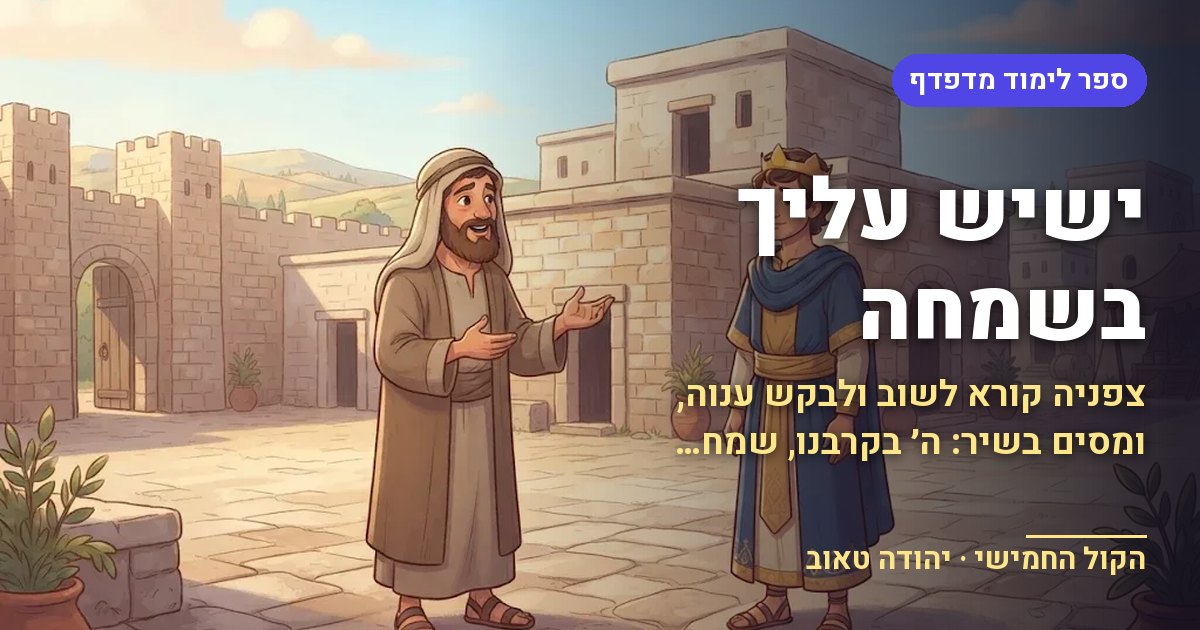 ספר לימוד מדפדף
ישיש עליך
בשמחה
צפניה קורא לשוב ולבקש ענוה,
ומסים בשיר: ה׳ בקרבנו, שמח...
הקול החמישי · יהודה טאוב